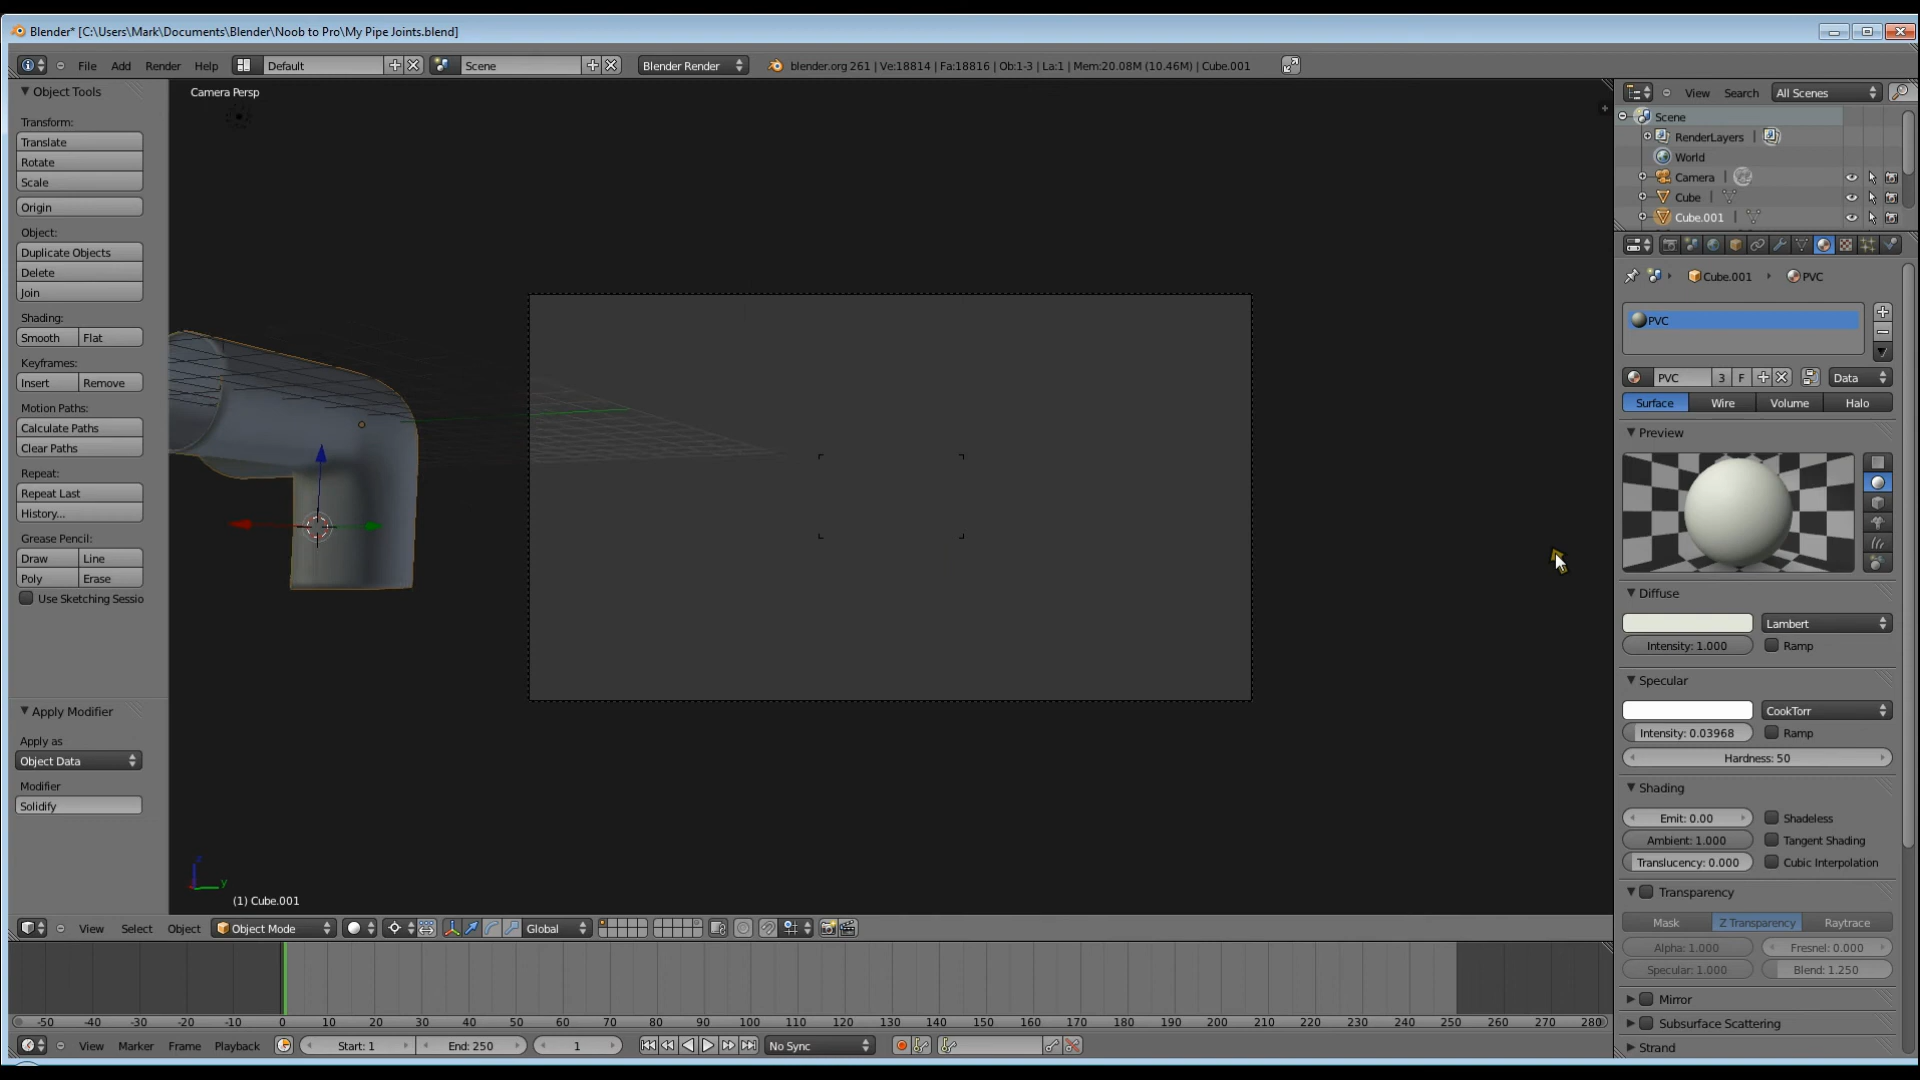 Blender* [C:\Users\Mark\Documents\Blender\Noob to Pro\My Pipe Joints.blend]
File Add Render Help Default Scene Blender Render blender.org 261 | Ve:18814 | Fa:18816 | Ob:1-3 | La:1 | Mem:20.08M (10.46M) | Cube.001
Object Tools
Transform:
Translate
Rotate
Scale
Origin
Object:
Duplicate Objects
Delete
Join
Shading:
Smooth Flat
Keyframes:
Insert Remove
Motion Paths:
Calculate Paths
Clear Paths
Repeat:
Repeat Last
History...
Grease Pencil:
Draw Line
Poly Erase
Use Sketching Sessio
Apply Modifier
Apply as
Object Data
Modifier
Solidify
Camera Persp
z
y
(1) Cube.001
View Select Object Object Mode Global
-50 -40 -30 -20 -10 0 10 20 30 40 50 60 70 80 90 100 110 120 130 140 150 160 170 180 190 200 210 220 230 240 250 260 270 280
View Marker Frame Playback Start: 1 End: 250 1 No Sync
View Search All Scenes
Scene
RenderLayers |
World
Camera |
Cube |
Cube.001 |
Cube.001 PVC
PVC
PVC 3 F Data
Surface Wire Volume Halo
Preview
Diffuse
Lambert
Intensity: 1.000 Ramp
Specular
CookTorr
Intensity: 0.03968 Ramp
Hardness: 50
Shading
Emit: 0.00 Shadeless
Ambient: 1.000 Tangent Shading
Translucency: 0.000 Cubic Interpolation
Transparency
Mask Z Transparency Raytrace
Alpha: 1.000 Fresnel: 0.000
Specular: 1.000 Blend: 1.250
Mirror
Subsurface Scattering
Strand